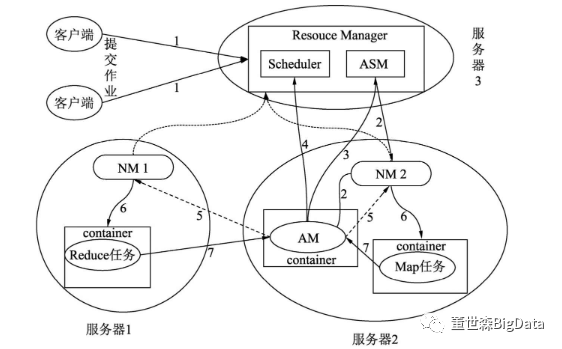 客户端
客户端
提交作业
1
1
Resouce Manager
Scheduler
ASM
服务器3
NM 1
NM 2
2
4
3
2
5
5
6
6
container
Reduce任务
7
AM
container
7
container
Map任务
服务器1
服务器2
董世森BigData